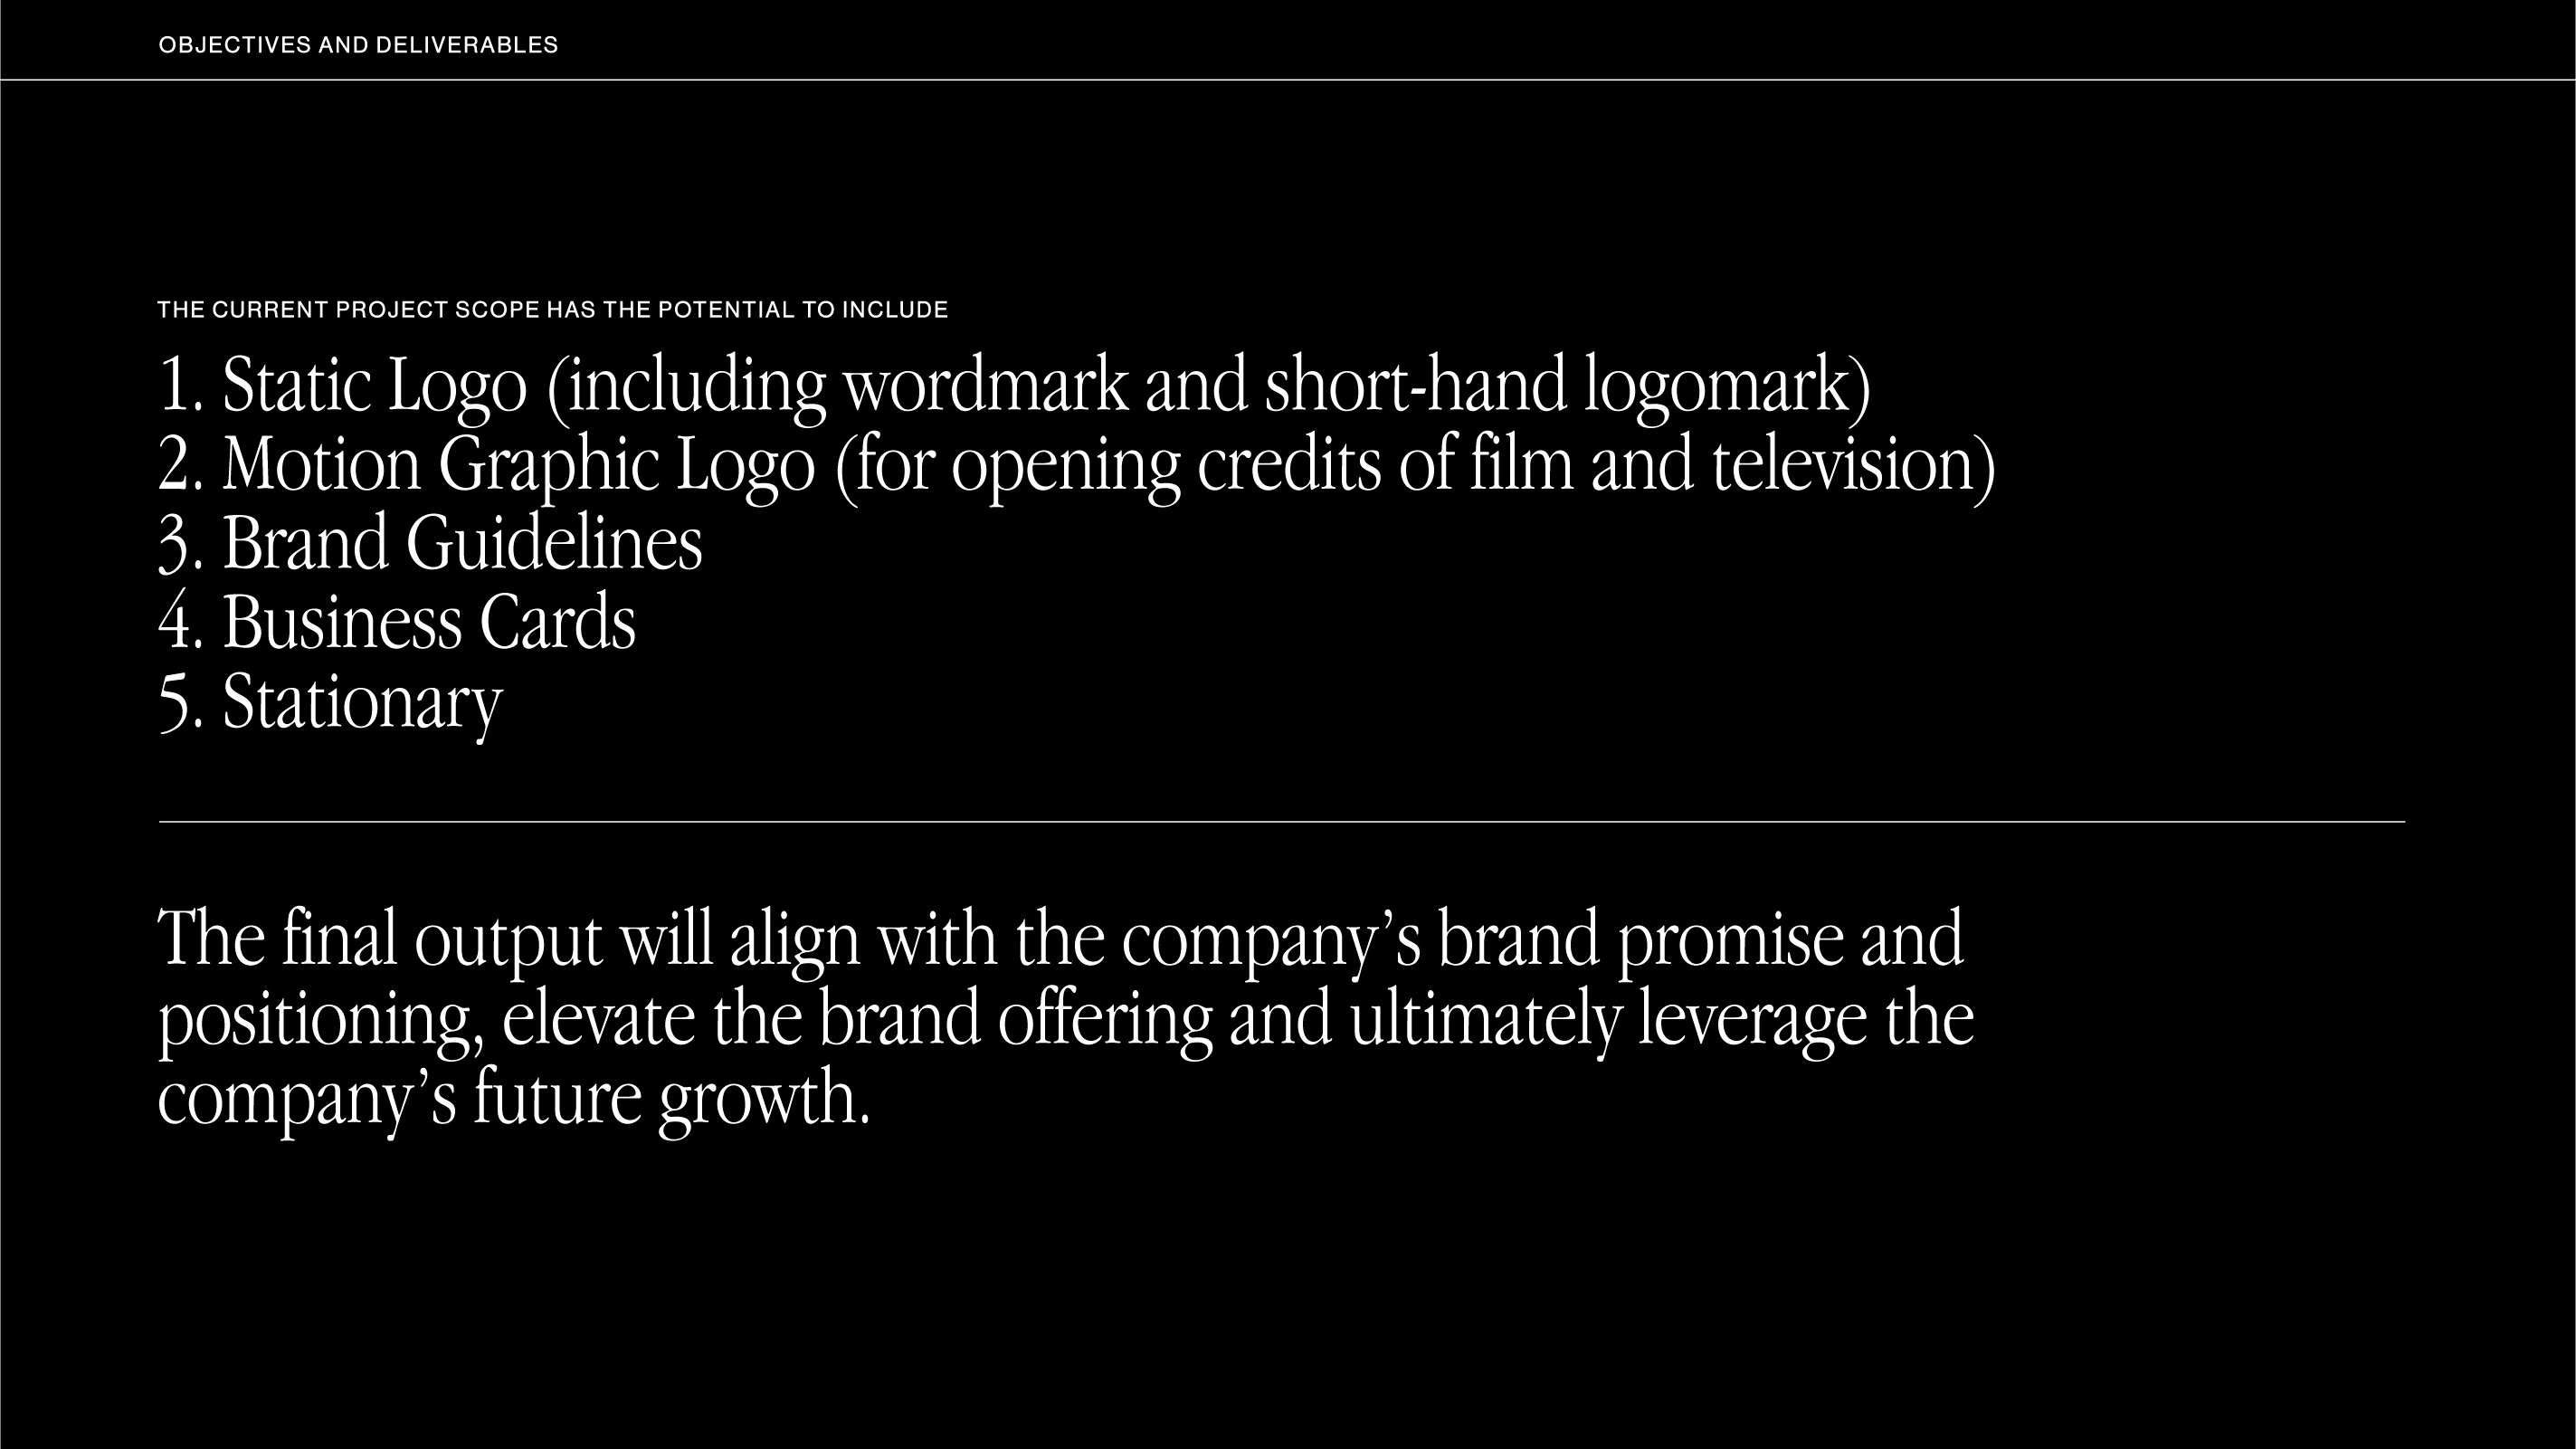 OBJECTIVES AND DELIVERABLES
THE CURRENT PROJECT SCOPE HAS THE POTENTIAL TO INCLUDE
1. Static Logo (including wordmark and short-hand logomark)
2. Motion Graphic Logo (for opening credits of film and television)
3. Brand Guidelines
4. Business Cards
5. Stationary
The final output will align with the company’s brand promise and
positioning, elevate the brand offering and ultimately leverage the
company’s future growth.